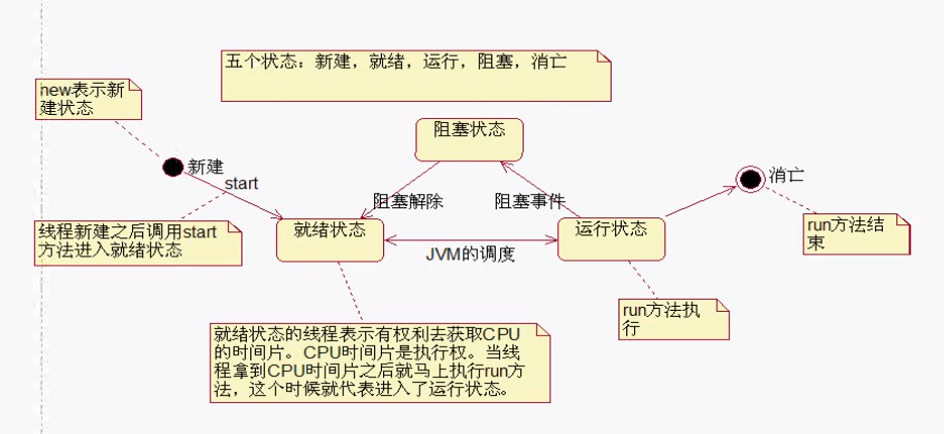 五个状态：新建，就绪，运行，阻塞，消亡
new表示新
建状态
阻塞状态
新建
消亡
start
阻塞解除
阻塞事件
线程新建之后调用start
方法进入就绪状态
就绪状态
运行状态
run方法结
束
JVM的调度
run方法执
行
就绪状态的线程表示有权利去获取CPU
的时间片。CPU时间片是执行权。当线
程拿到CPU时间片之后就马上执行run方
法，这个时候就代表进入了运行状态。